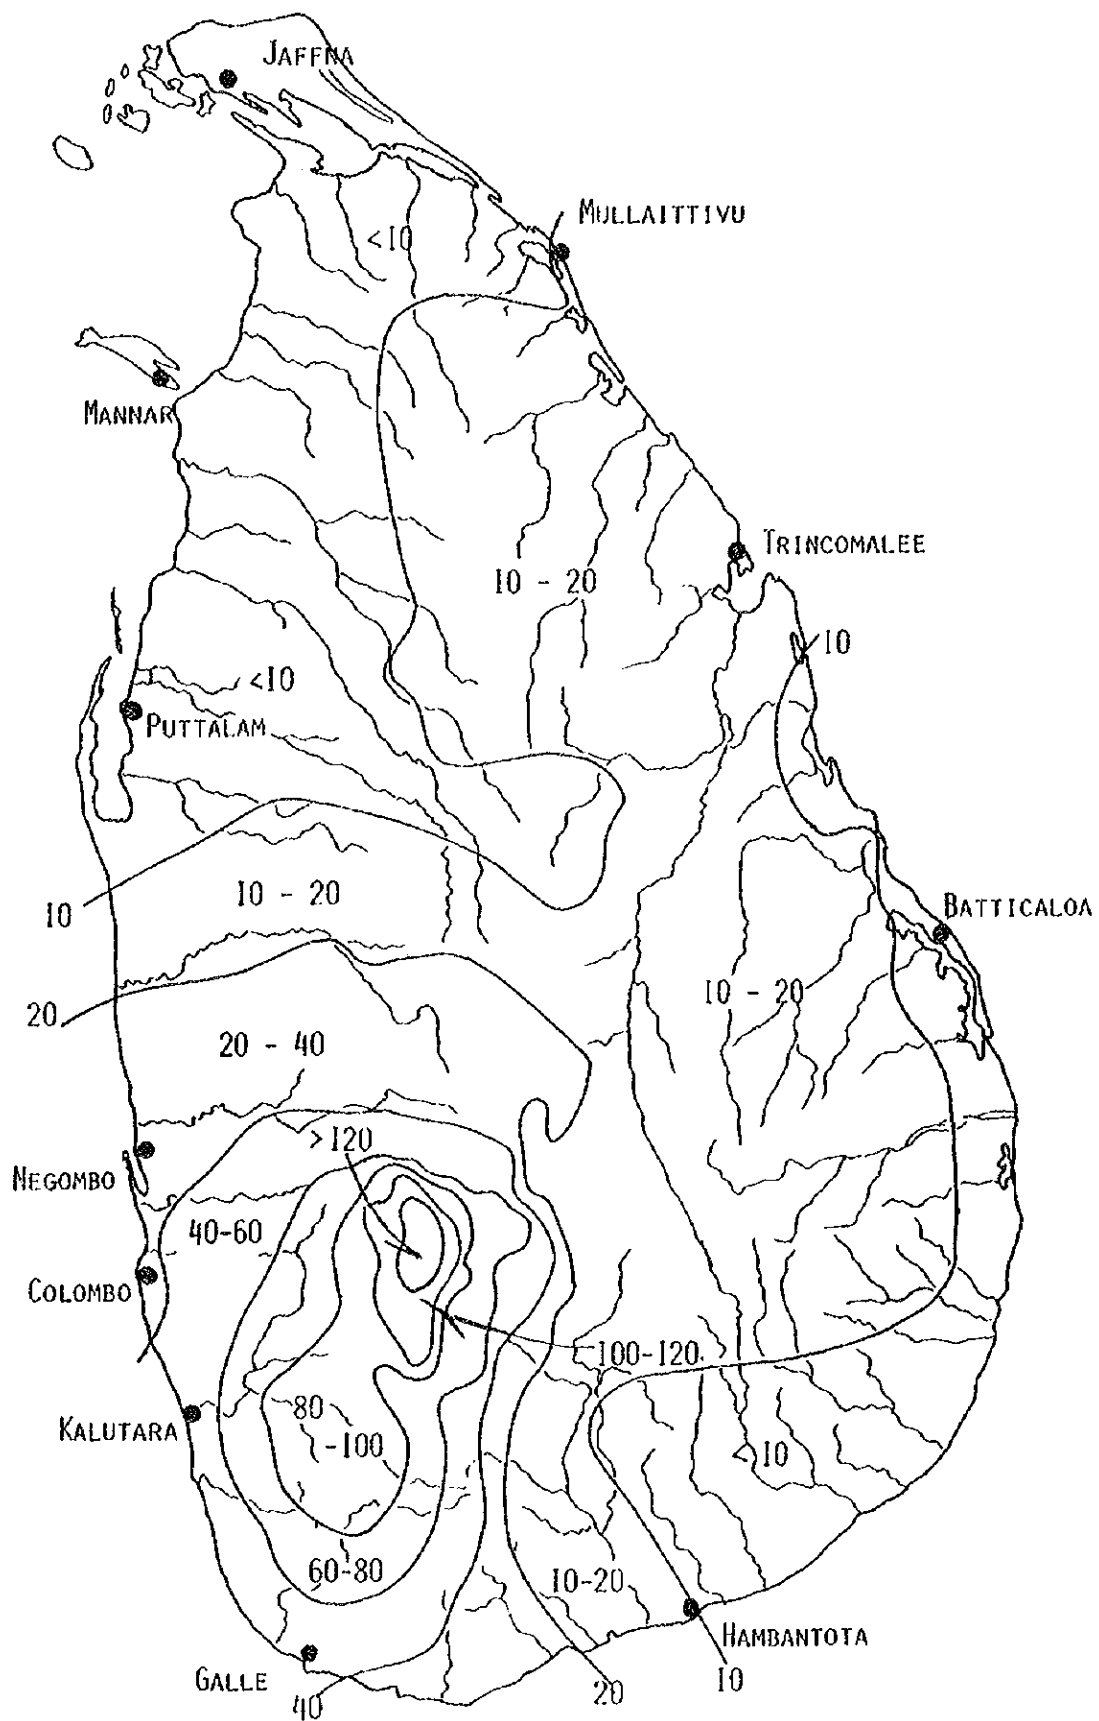 JAFFNA
MULLAITTIVU
<10
MANNAR
TRINCOMALEE
10 - 20
10
<10
PUTTALAM
10 - 20
10
BATTICALOA
10 - 20
20
20 - 40
>120
NEGOMBO
40-60
COLOMBO
100-120
80
-100
KALUTARA
<10
60-80
10-20
HAMBANTOTA
GALLE
40
20
10